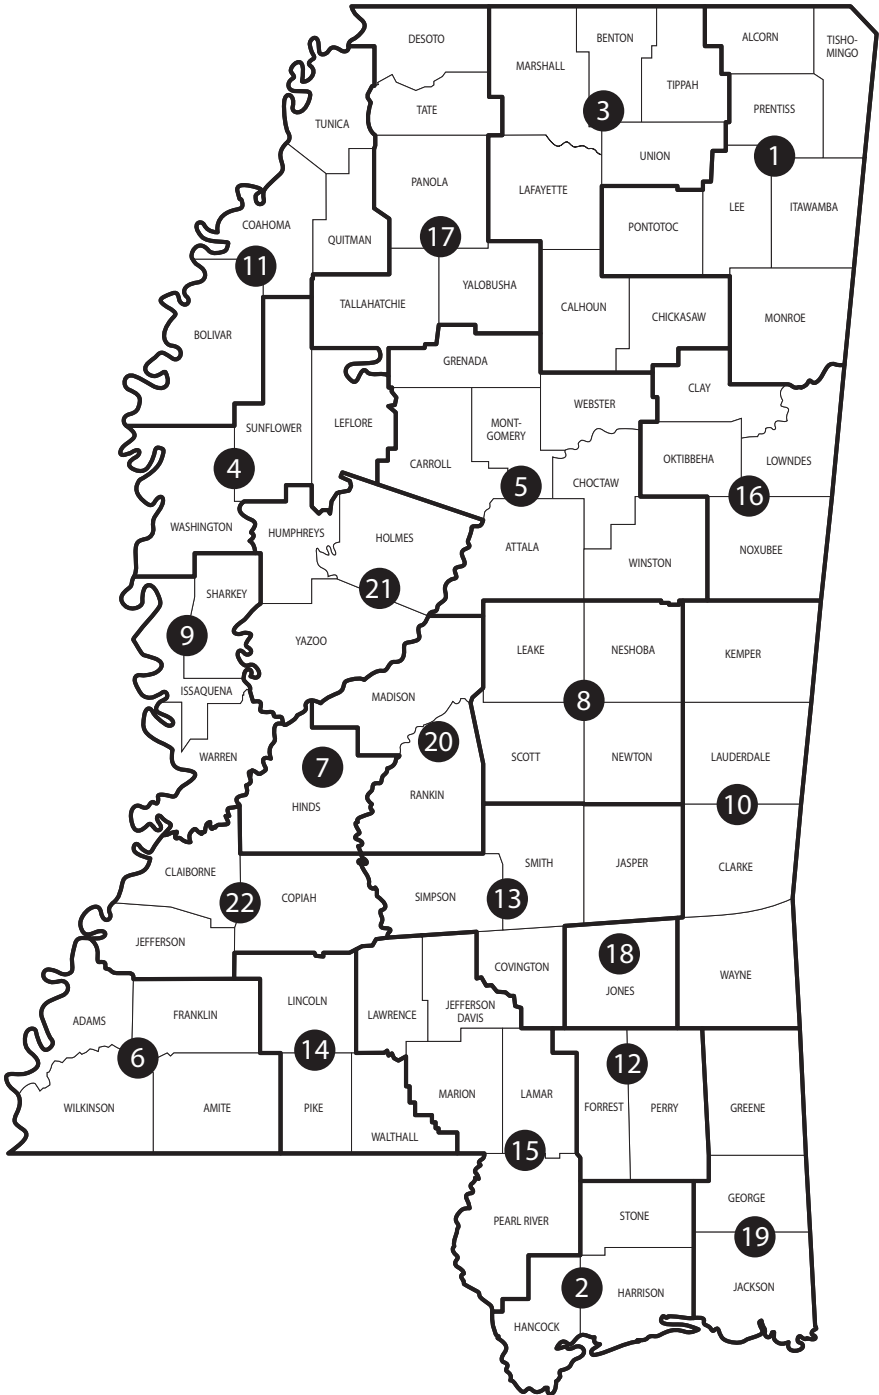 DESOTO
BENTON
ALCORN
TISHO-
MINGO
MARSHALL
TIPPAH
TATE
3
PRENTISS
TUNICA
UNION
1
PANOLA
LAFAYETTE
LEE
ITAWAMBA
COAHOMA
QUITMAN
17
PONTOTOC
11
TALLAHATCHIE
YALOBUSHA
CALHOUN
CHICKASAW
MONROE
BOLIVAR
GRENADA
CLAY
WEBSTER
SUNFLOWER
LEFLORE
MONT-
GOMERY
CARROLL
OKTIBBEHA
LOWNDES
4
5
CHOCTAW
16
WASHINGTON
HUMPHREYS
HOLMES
ATTALA
NOXUBEE
WINSTON
21
SHARKEY
9
YAZOO
LEAKE
NESHOBA
KEMPER
ISSAQUENA
MADISON
8
WARREN
7
20
SCOTT
NEWTON
LAUDERDALE
HINDS
RANKIN
10
CLAIBORNE
SMITH
JASPER
CLARKE
22
COPIAH
SIMPSON
13
JEFFERSON
COVINGTON
18
JONES
WAYNE
ADAMS
FRANKLIN
LINCOLN
LAWRENCE
JEFFERSON
DAVIS
6
14
12
WILKINSON
AMITE
PIKE
MARION
LAMAR
FORREST
PERRY
GREENE
WALTHALL
15
GEORGE
PEARL RIVER
STONE
19
2
HARRISON
JACKSON
HANCOCK